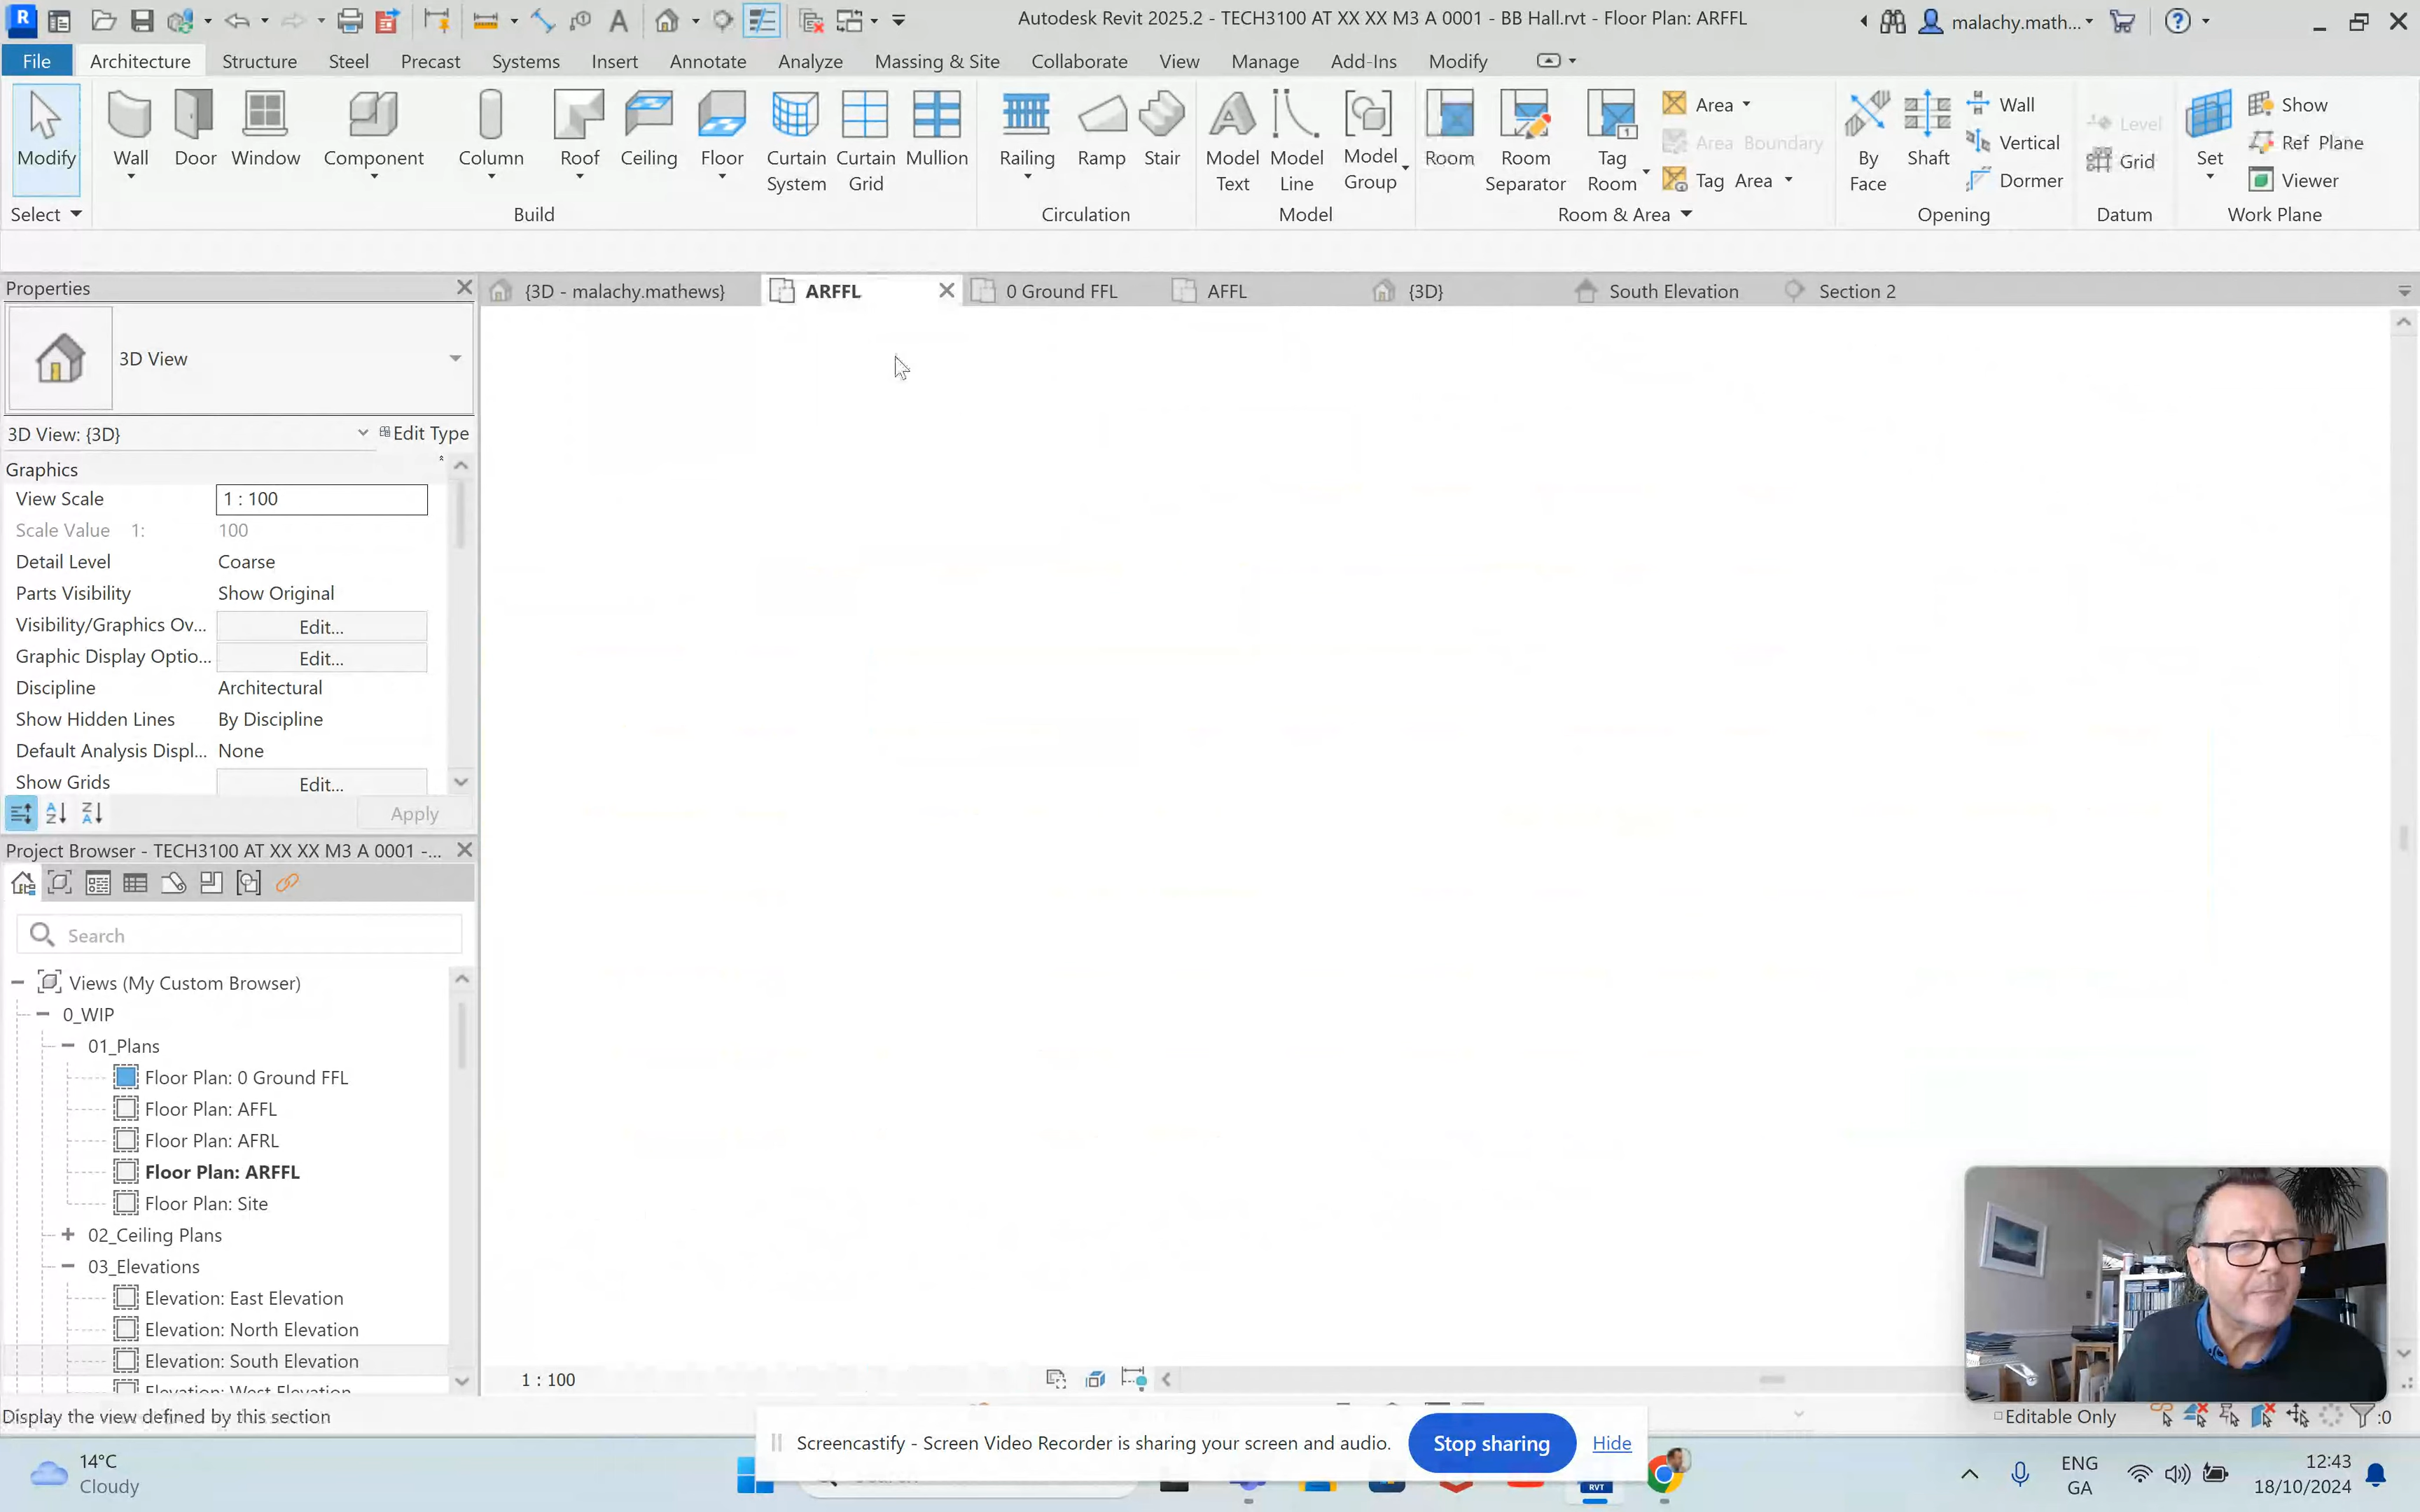 Autodesk Revit 2025.2 - TECH3100 AT XX XX M3 A 0001 - BB Hall.rvt - Floor Plan: ARFFL
malachy.math...
File Architecture Structure Steel Precast Systems Insert Annotate Analyze Massing & Site Collaborate View Manage Add-Ins Modify
Modify Wall Door Window Component Column Roof Ceiling Floor Curtain System Curtain Grid Mullion
Railing Ramp Stair
Model Text Model Line Model Group
Room Room Separator Tag Room
Area
Area Boundary
Tag Area
By Face Shaft
Wall
Vertical
Dormer
Level
Grid
Set
Show
Ref Plane
Viewer
Select Build Circulation Model Room & Area Opening Datum Work Plane
Properties
{3D - malachy.mathews} ARFFL 0 Ground FFL AFFL {3D} South Elevation Section 2
3D View
3D View: {3D} Edit Type
Graphics
View Scale 1 : 100
Scale Value 1: 100
Detail Level Coarse
Parts Visibility Show Original
Visibility/Graphics Ov... Edit...
Graphic Display Optio... Edit...
Discipline Architectural
Show Hidden Lines By Discipline
Default Analysis Displ... None
Show Grids Edit...
Apply
Project Browser - TECH3100 AT XX XX M3 A 0001 -...
Search
Views (My Custom Browser)
0_WIP
01_Plans
Floor Plan: 0 Ground FFL
Floor Plan: AFFL
Floor Plan: AFRL
Floor Plan: ARFFL
Floor Plan: Site
02_Ceiling Plans
03_Elevations
Elevation: East Elevation
Elevation: North Elevation
Elevation: South Elevation
Elevation: West Elevation
1 : 100
Display the view defined by this section
Editable Only
:0
Screencastify - Screen Video Recorder is sharing your screen and audio. Stop sharing Hide
14°C
Cloudy
RVT
ENG
GA
12:43
18/10/2024